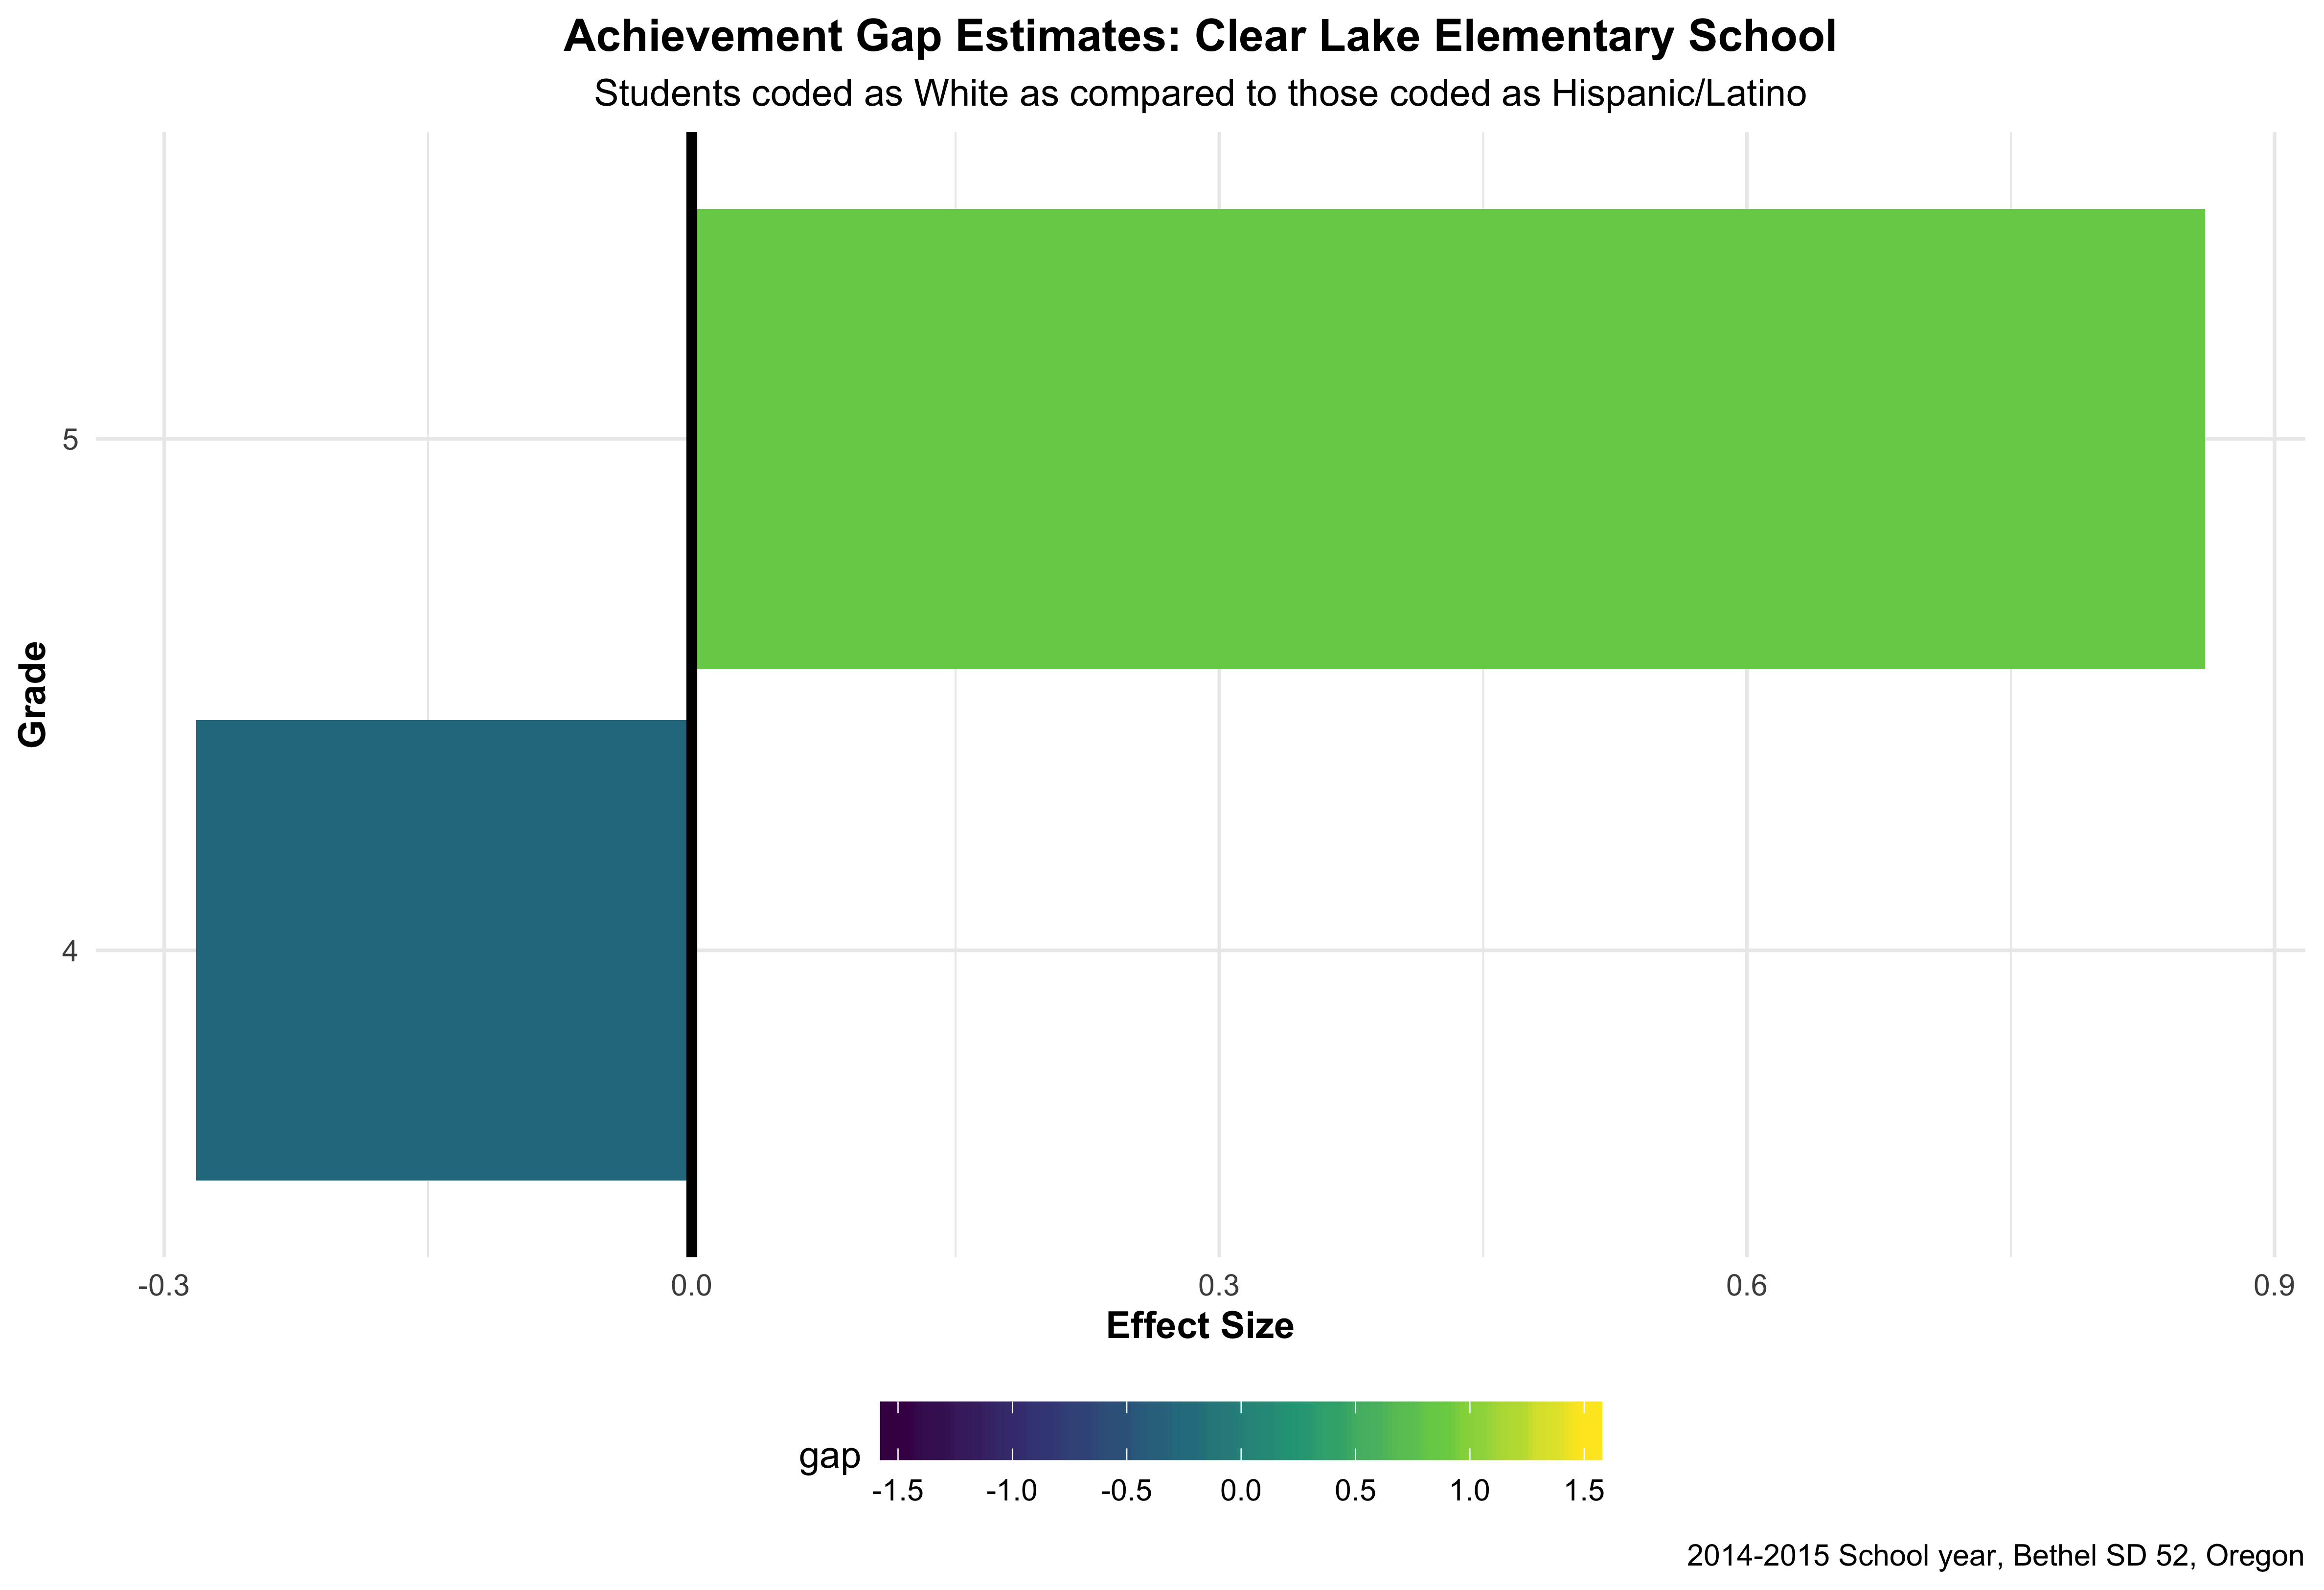 Achievement Gap Estimates: Clear Lake Elementary School
Students coded as White as compared to those coded as Hispanic/Latino
Grade
5
4
-0.3 0.0 0.3 0.6 0.9
Effect Size
gap
-1.5 -1.0 -0.5 0.0 0.5 1.0 1.5
2014-2015 School year, Bethel SD 52, Oregon